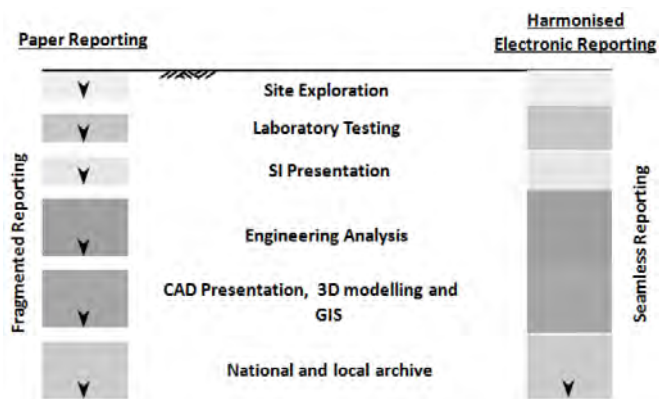 Paper Reporting
Harmonised
Electronic Reporting
Site Exploration
Laboratory Testing
SI Presentation
Engineering Analysis
CAD Presentation, 3D modelling and
GIS
National and local archive
Fragmented Reporting
Seamless Reporting